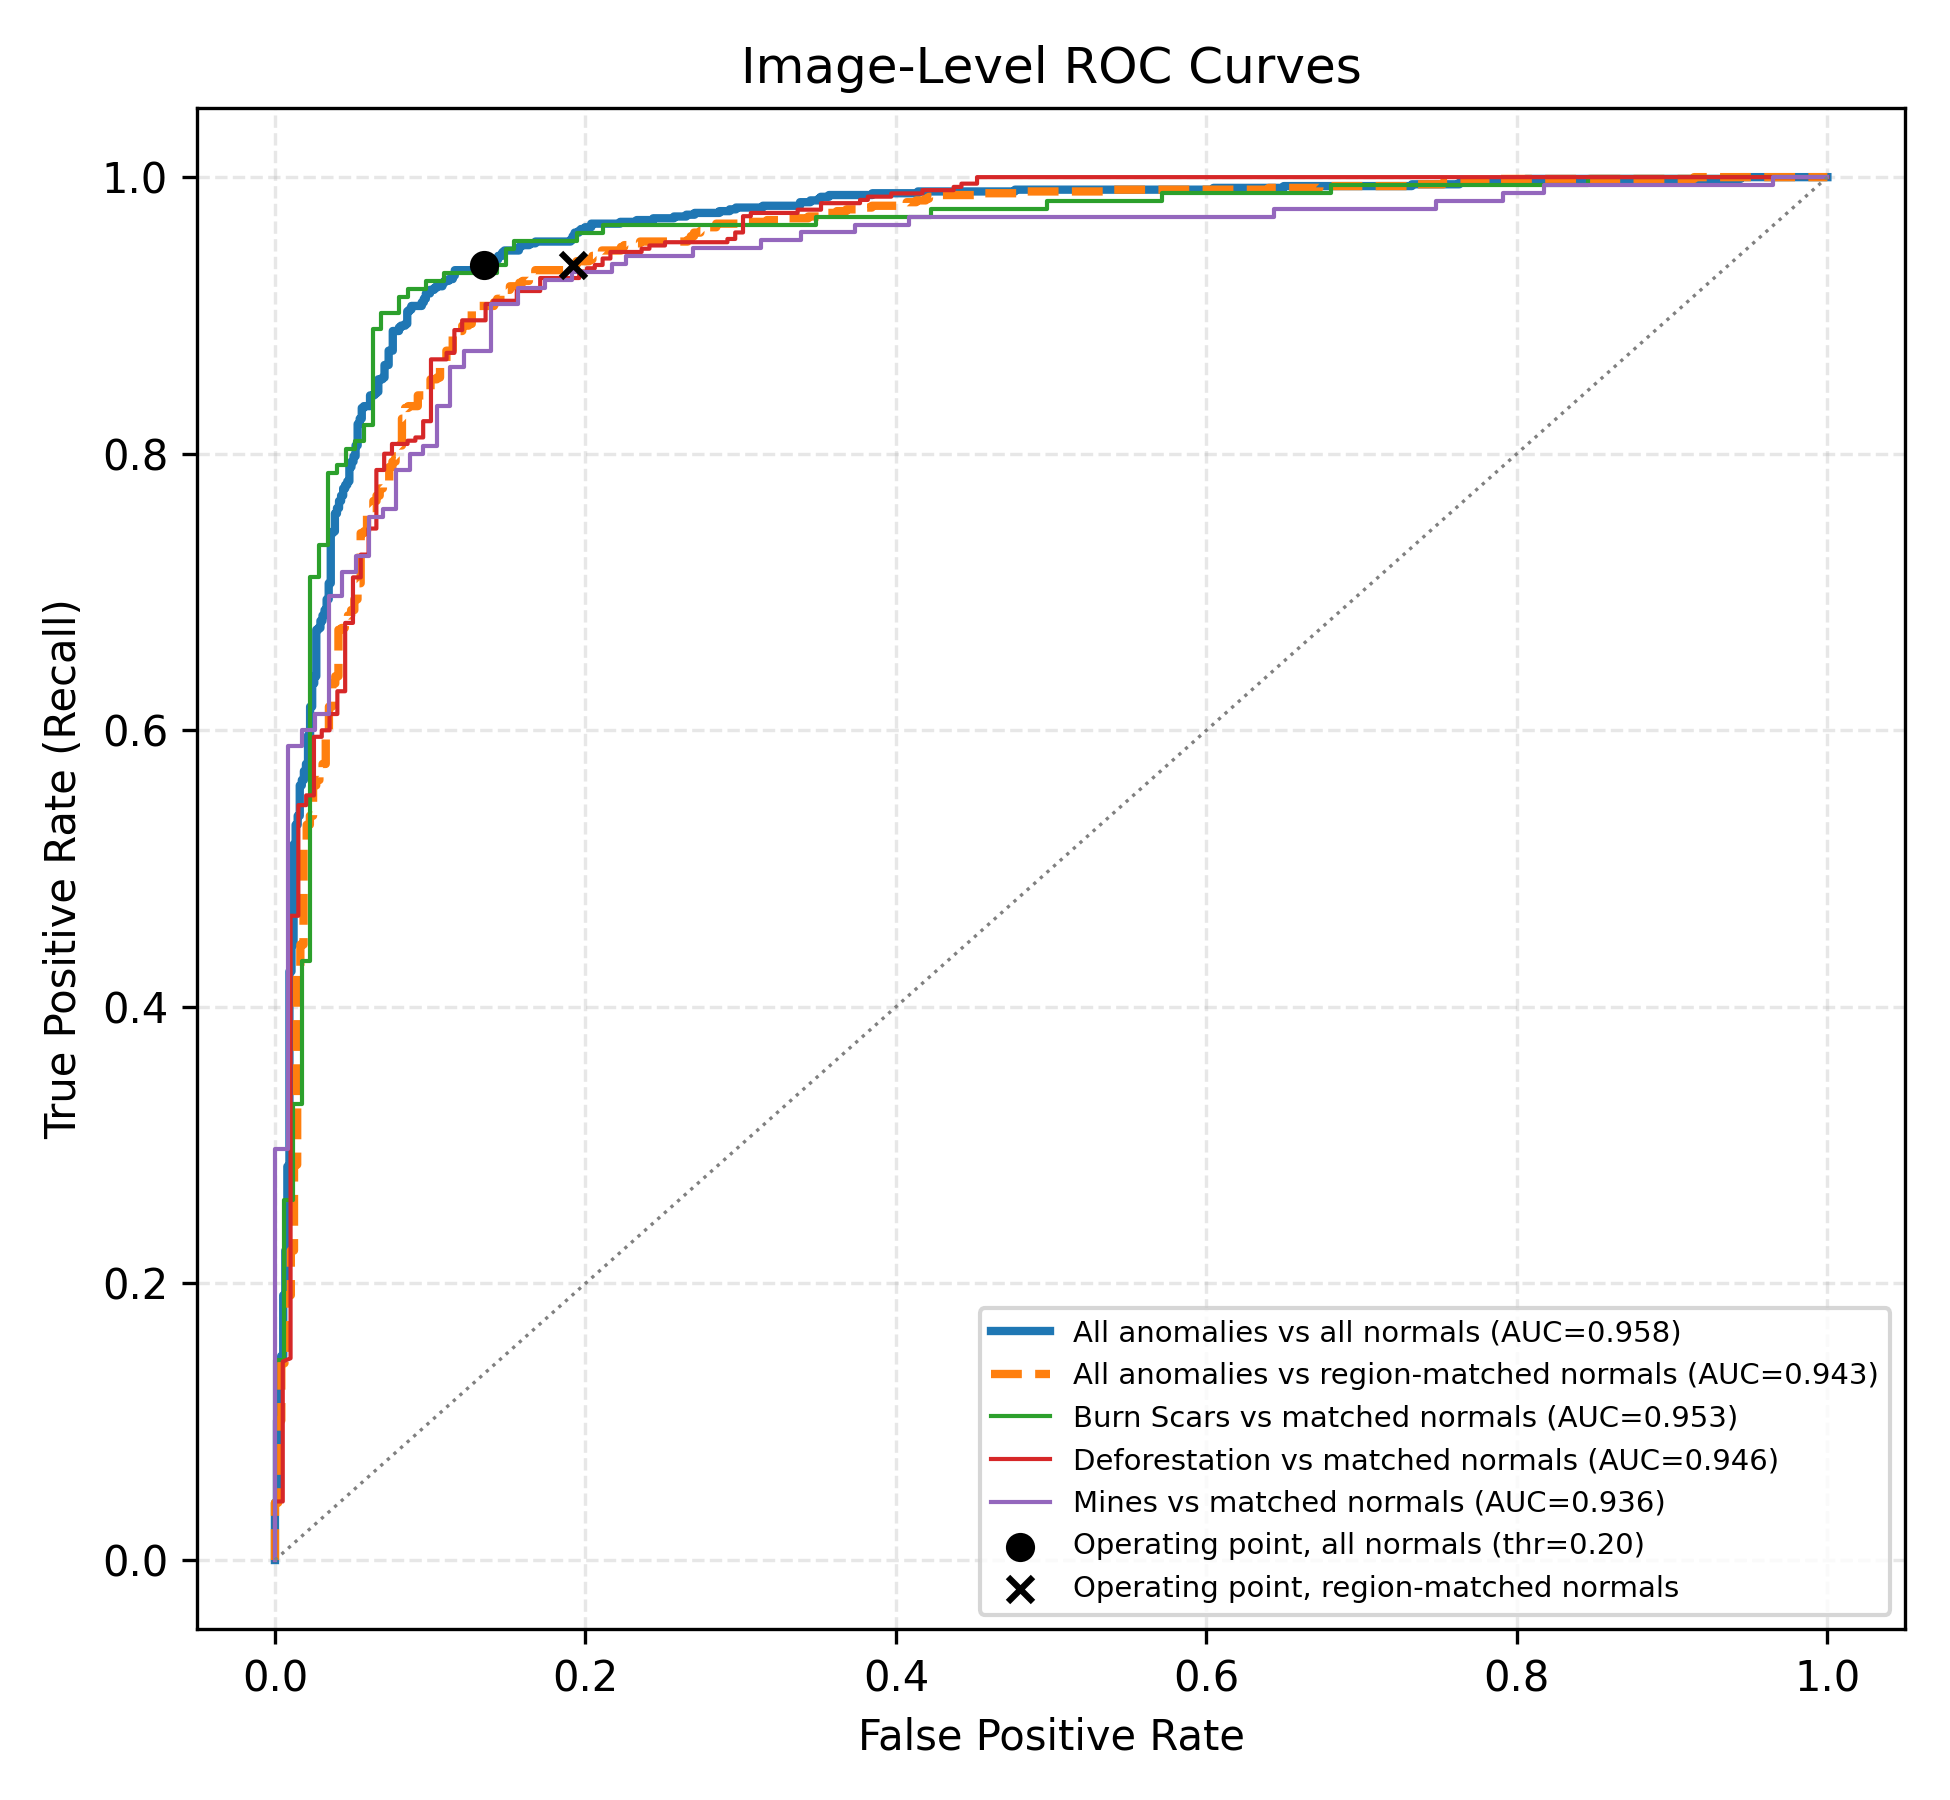 Image-Level ROC Curves
True Positive Rate (Recall)
1.0
0.8
0.6
0.4
0.2
0.0
0.0 0.2 0.4 0.6 0.8 1.0
False Positive Rate
All anomalies vs all normals (AUC=0.958)
All anomalies vs region-matched normals (AUC=0.943)
Burn Scars vs matched normals (AUC=0.953)
Deforestation vs matched normals (AUC=0.946)
Mines vs matched normals (AUC=0.936)
Operating point, all normals (thr=0.20)
Operating point, region-matched normals